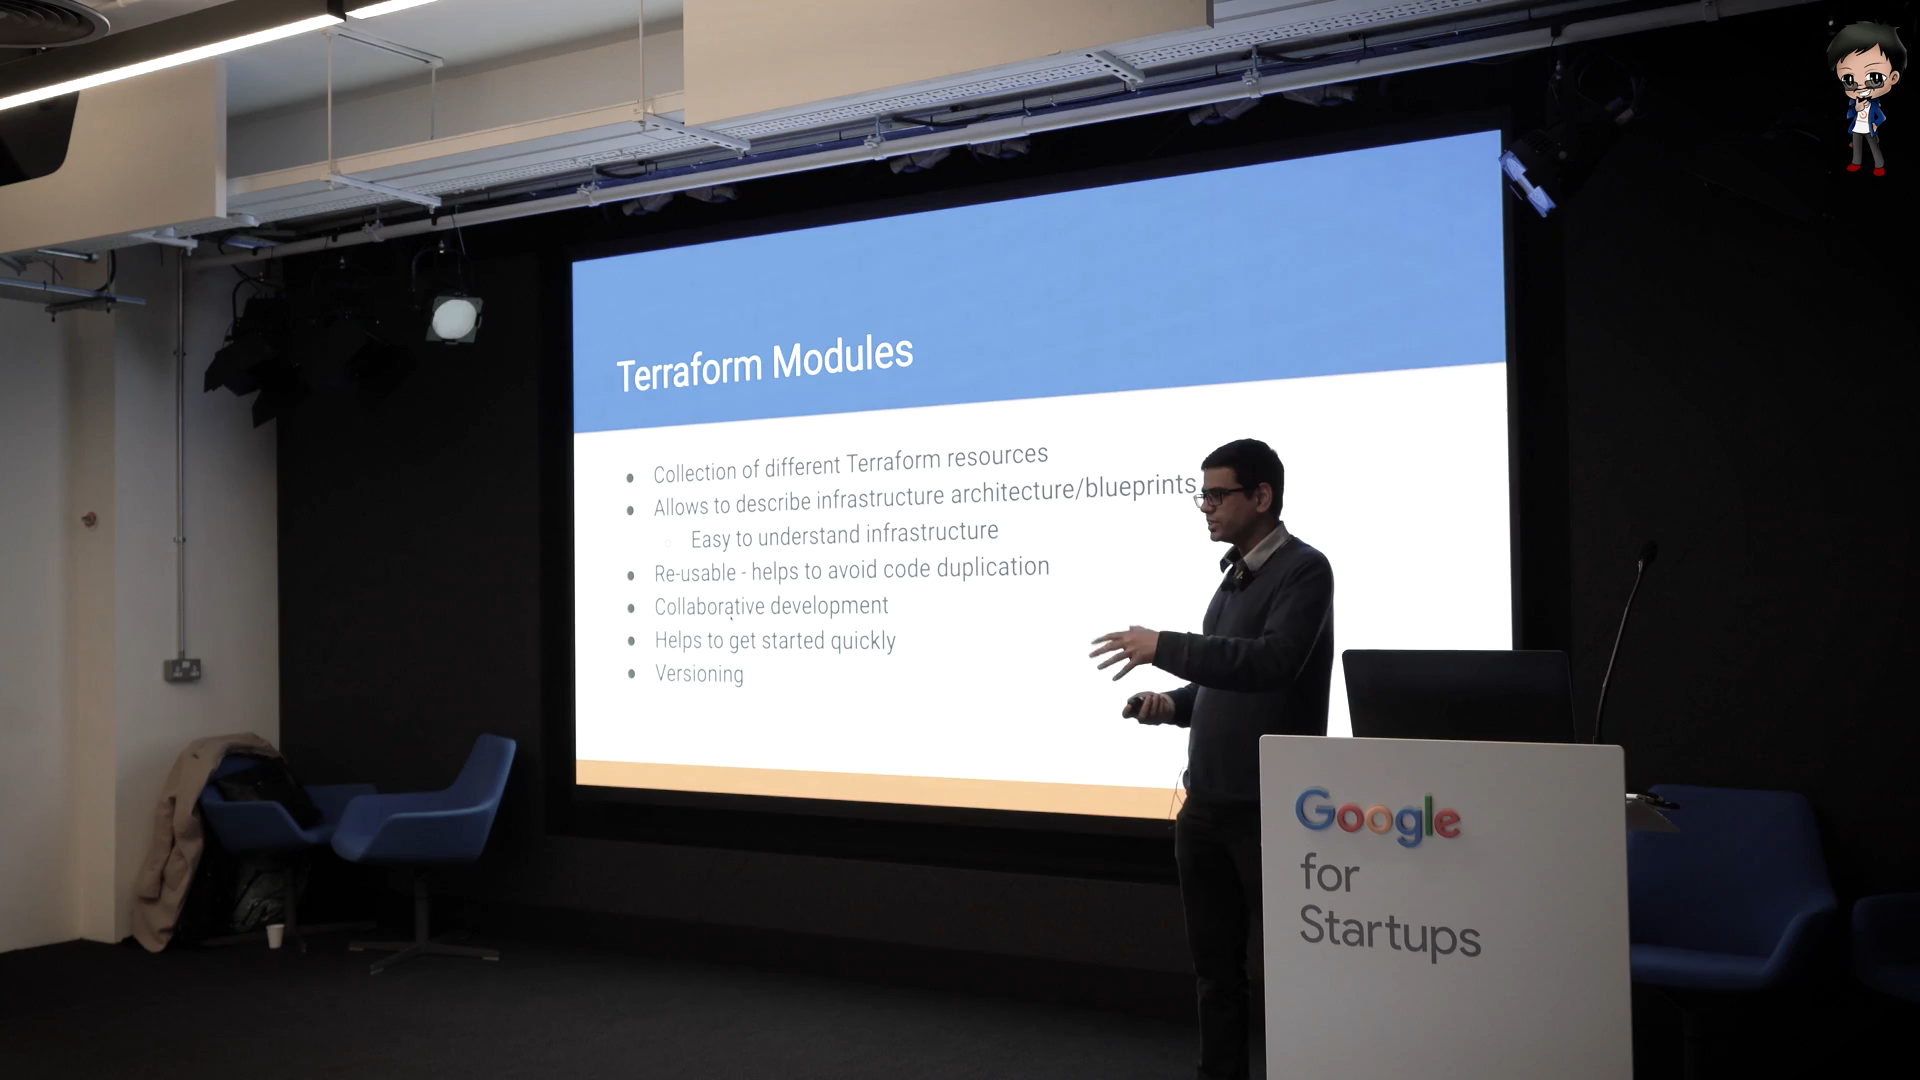 Terraform Modules
● Collection of different Terraform resources
● Allows to describe infrastructure architecture/blueprints
○ Easy to understand infrastructure
● Re-usable - helps to avoid code duplication
● Collaborative development
● Helps to get started quickly
● Versioning
Google
for
Startups